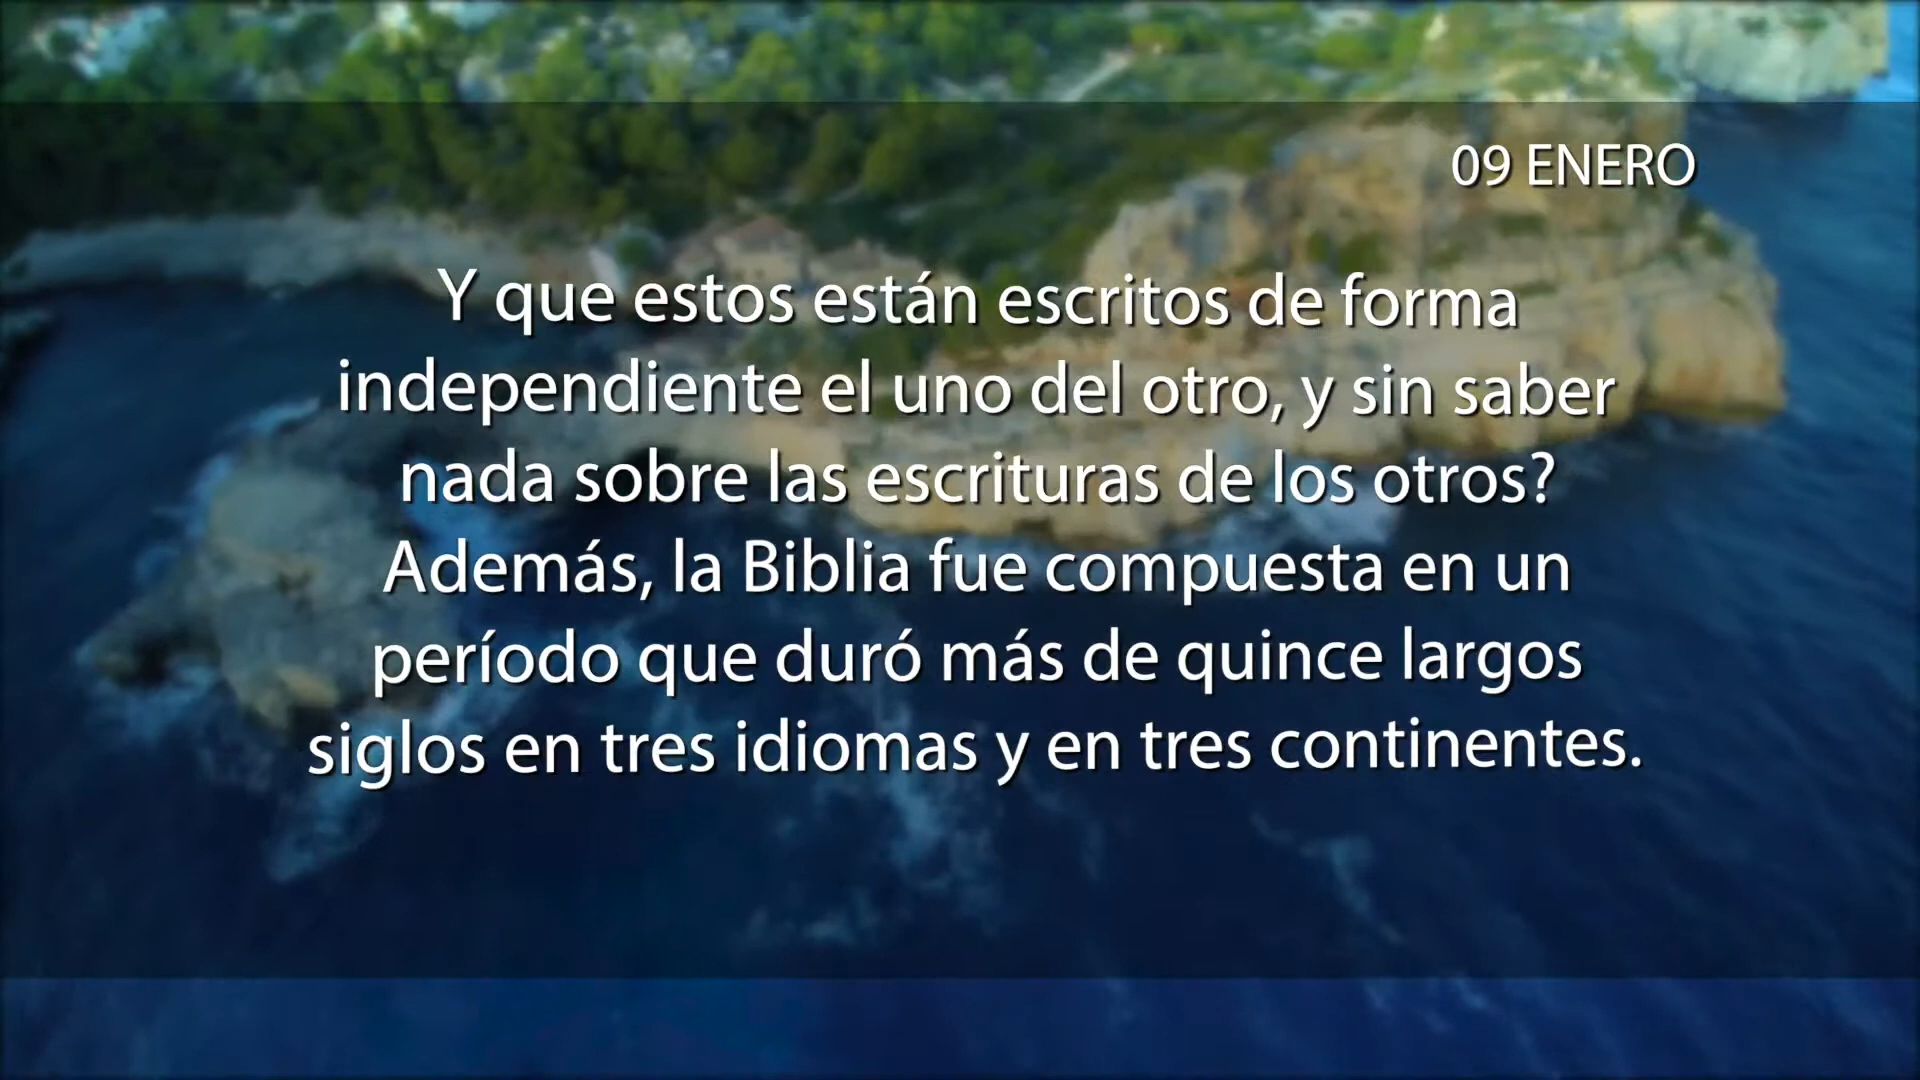 09 ENERO
Y que estos están escritos de forma
independiente el uno del otro, y sin saber
nada sobre las escrituras de los otros?
Además, la Biblia fue compuesta en un
período que duró más de quince largos
siglos en tres idiomas y en tres continentes.